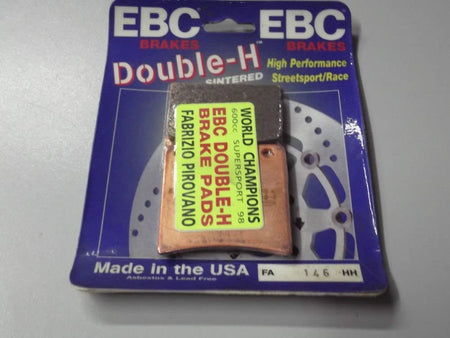 EBC EBC
BRAKES BRAKES
Double-H™
SINTERED
High Performance
Streetsport/Race
WORLD CHAMPIONS
600cc SUPERSPORT 98
EBC DOUBLE-H
BRAKE PADS
FABRIZIO PIROVANO
Made in the USA
Asbestos & Lead Free
FA 146 HH